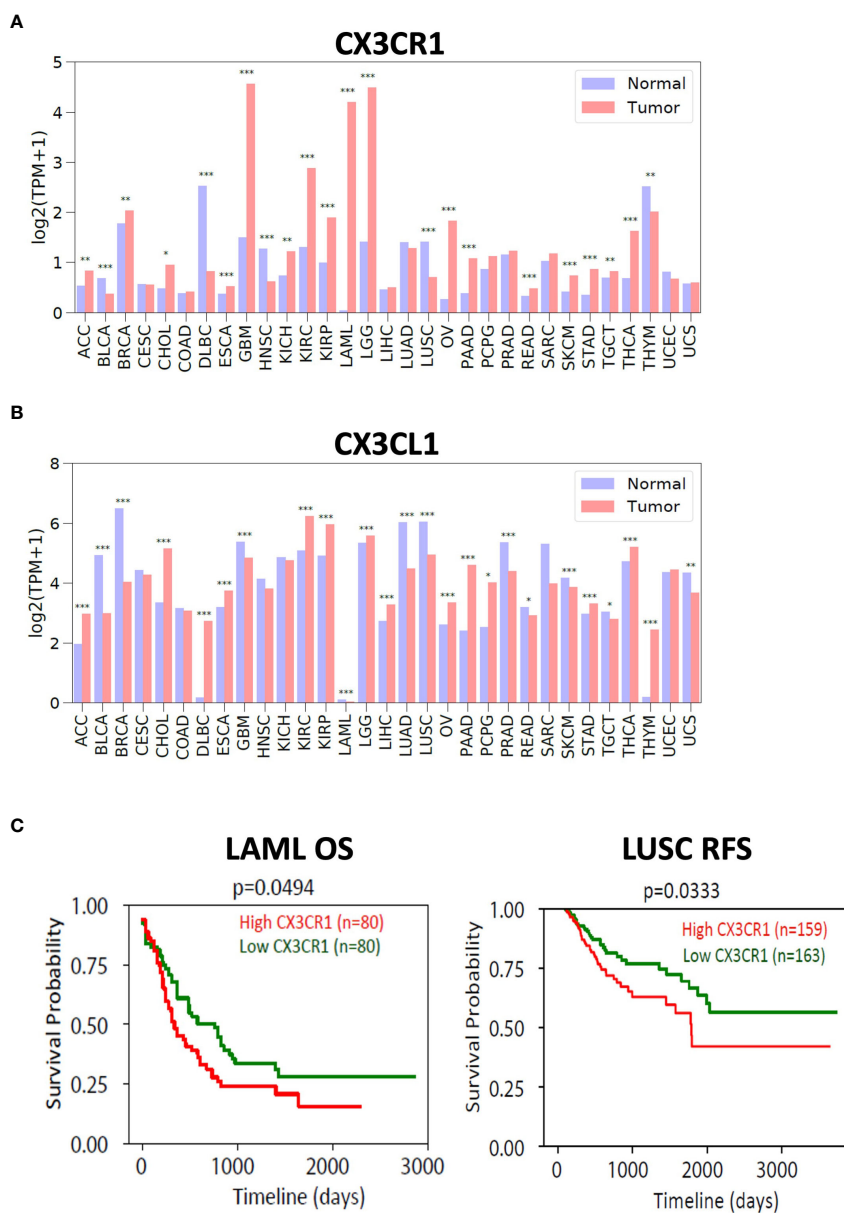 A
CX3CR1
5
4
3
2
1
0
log2(TPM+1)
Normal
Tumor
** *** ** * *** *** *** *** ** *** *** *** *** *** *** *** *** *** *** ** *** **
ACC BLCA BRCA CESC CHOL COAD DLBC ESCA GBM HNSC KICH KIRC KIRP LAML LGG LIHC LUAD LUSC OV PAAD PCPG PRAD READ SARC SKCM STAD TGCT THCA THYM UCEC UCS
B
CX3CL1
8
6
4
2
0
log2(TPM+1)
Normal
Tumor
*** *** *** *** *** *** *** *** *** *** *** *** *** *** *** *** * *** * *** *** * *** *** **
ACC BLCA BRCA CESC CHOL COAD DLBC ESCA GBM HNSC KICH KIRC KIRP LAML LGG LIHC LUAD LUSC OV PAAD PCPG PRAD READ SARC SKCM STAD TGCT THCA THYM UCEC UCS
C
LAML OS
p=0.0494
High CX3CR1 (n=80)
Low CX3CR1 (n=80)
1.00
0.75
0.50
0.25
0.00
Survival Probability
0 1000 2000 3000
Timeline (days)
LUSC RFS
p=0.0333
High CX3CR1 (n=159)
Low CX3CR1 (n=163)
1.00
0.75
0.50
0.25
0.00
Survival Probability
0 1000 2000 3000
Timeline (days)